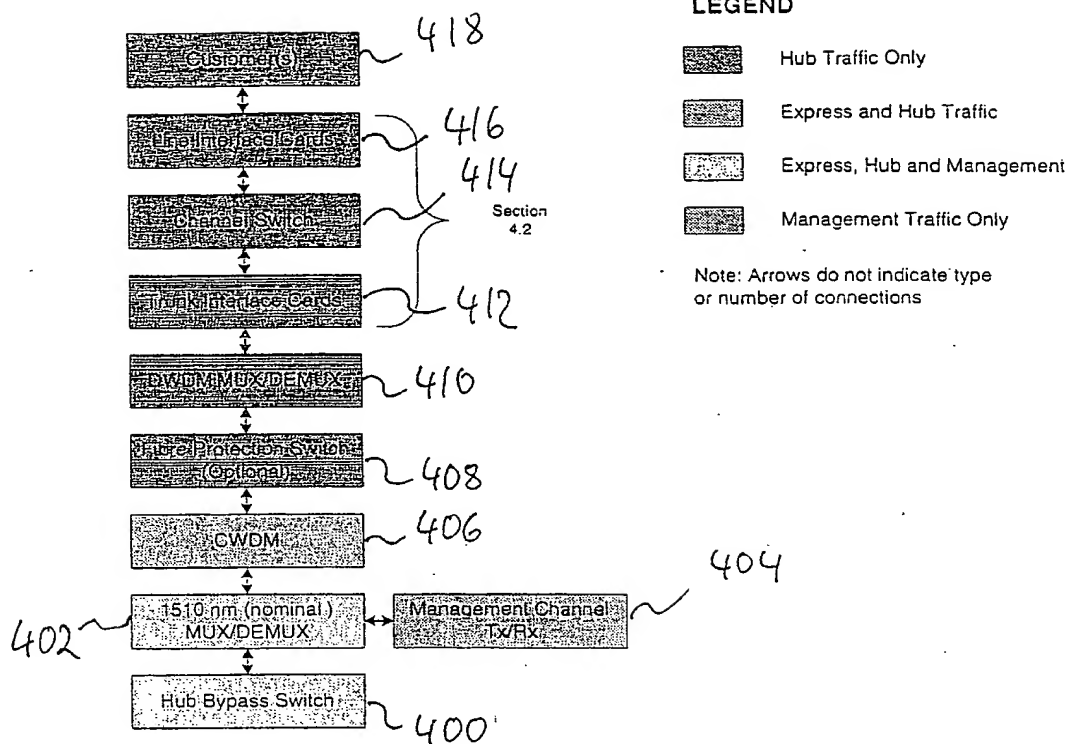 LEGEND
Hub Traffic Only
Express and Hub Traffic
Express, Hub and Management
Management Traffic Only
Note: Arrows do not indicate type
or number of connections
Customer(s)
418
Line Interface Cards
416
Channel Switch
414
Section
4.2
Trunk Interface Cards
412
DWDM MUX/DEMUX
410
Fibre Protection Switch
(Optional)
408
CWDM
406
1510 nm (nominal)
MUX/DEMUX
402
Management Channel
Tx/Rx
404
Hub Bypass Switch
400